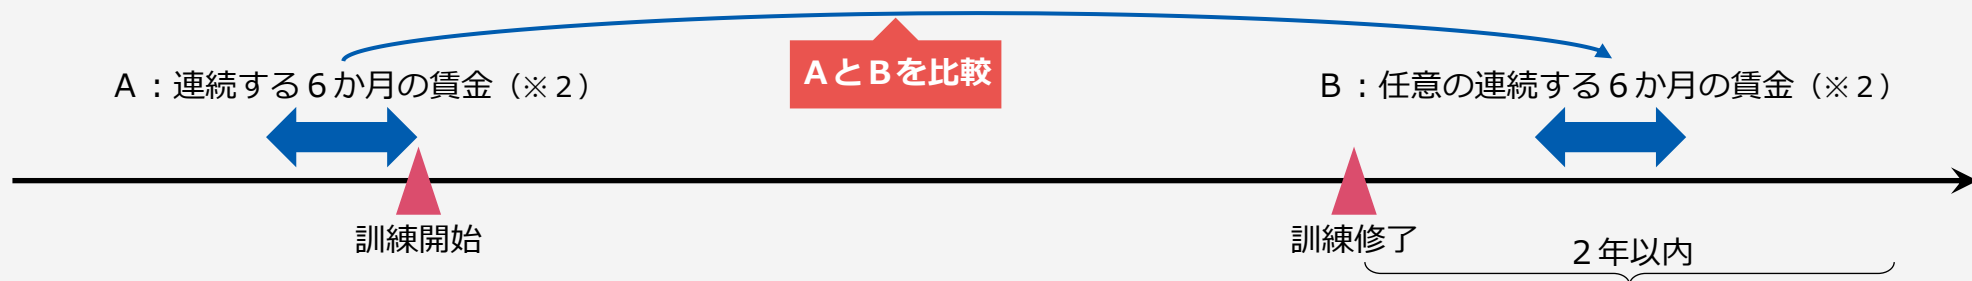 AとBを比較
A：連続する６か月の賃金（※２）
B：任意の連続する６か月の賃金（※２）
訓練開始
訓練修了
２年以内